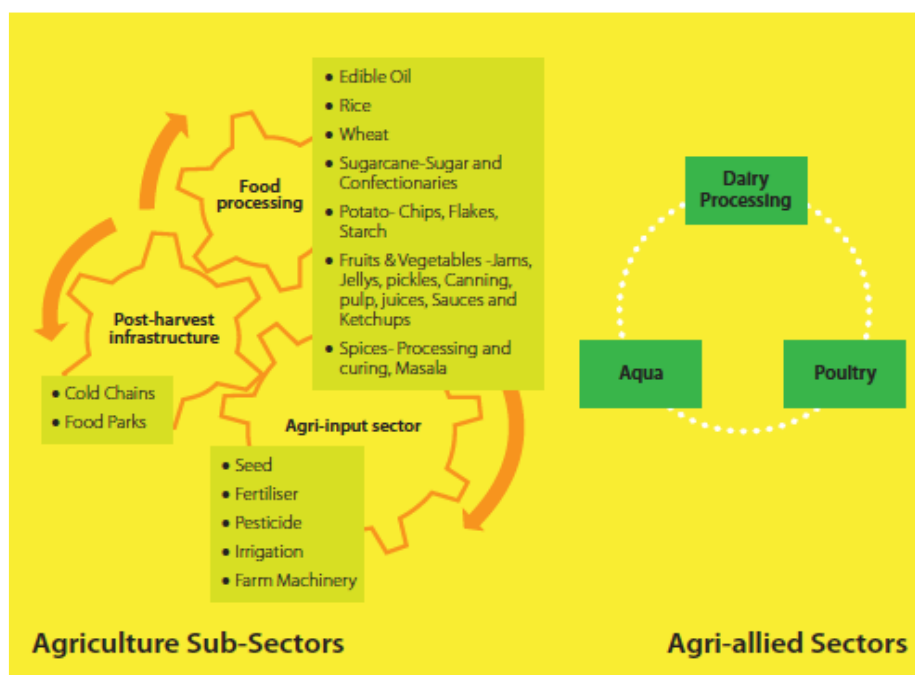 Food
processing
• Edible Oil
• Rice
• Wheat
• Sugarcane-Sugar and
Confectionaries
• Potato- Chips, Flakes,
Starch
• Fruits & Vegetables -Jams,
Jellys, pickles, Canning,
pulp, juices, Sauces and
Ketchups
• Spices- Processing and
curing, Masala
Post-harvest
infrastructure
• Cold Chains
• Food Parks
Agri-input sector
• Seed
• Fertiliser
• Pesticide
• Irrigation
• Farm Machinery
Agriculture Sub-Sectors
Dairy
Processing
Aqua
Poultry
Agri-allied Sectors